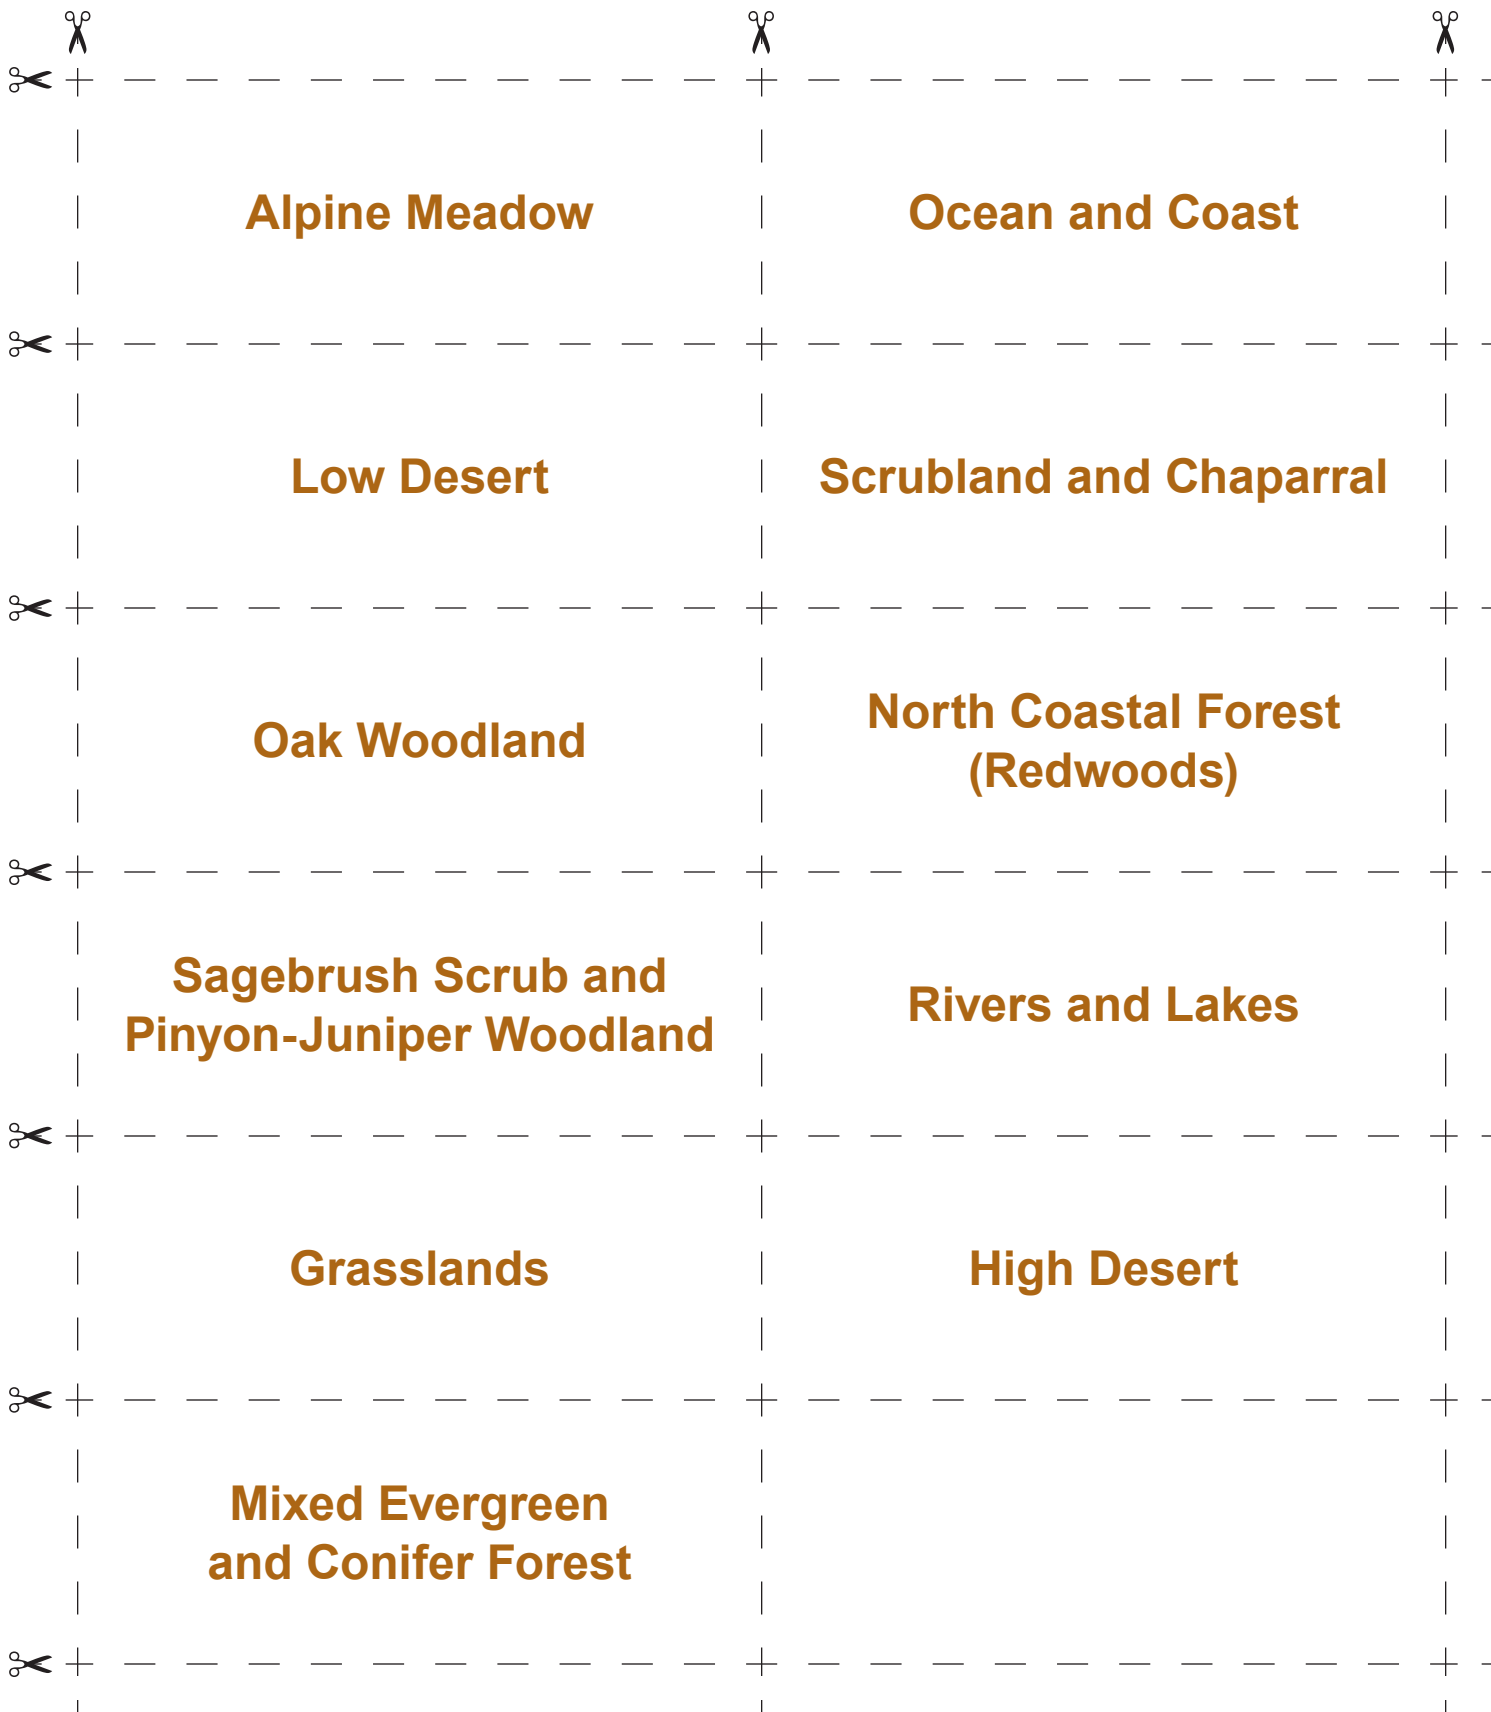 Alpine Meadow
Ocean and Coast
Low Desert
Scrubland and Chaparral
Oak Woodland
North Coastal Forest
(Redwoods)
Sagebrush Scrub and
Pinyon-Juniper Woodland
Rivers and Lakes
Grasslands
High Desert
Mixed Evergreen
and Conifer Forest